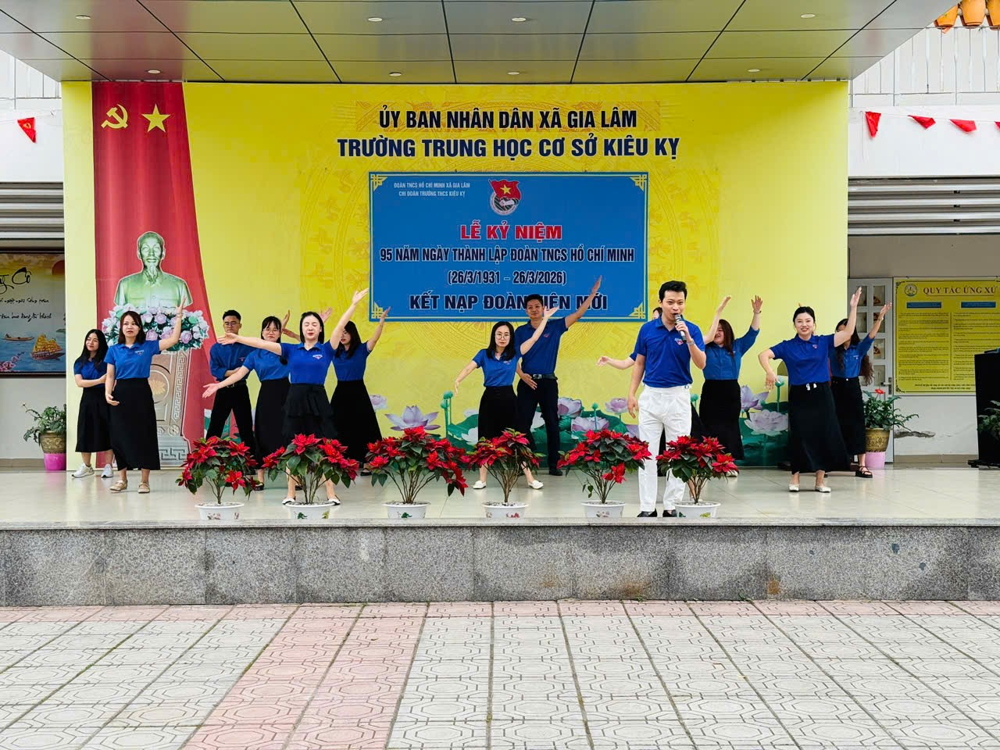 ỦY BAN NHÂN DÂN XÃ GIA LÂM
TRƯỜNG TRUNG HỌC CƠ SỞ KIÊU KỴ
ĐOÀN TNCS HỒ CHÍ MINH XÃ GIA LÂM
CHI ĐOÀN TRƯỜNG THCS KIÊU KỴ
LỄ KỶ NIỆM
95 NĂM NGÀY THÀNH LẬP ĐOÀN TNCS HỒ CHÍ MINH
(26/3/1931 - 26/3/2026)
KẾT NẠP ĐOÀN VIÊN MỚI
QUY TẮC ỨNG XỬ